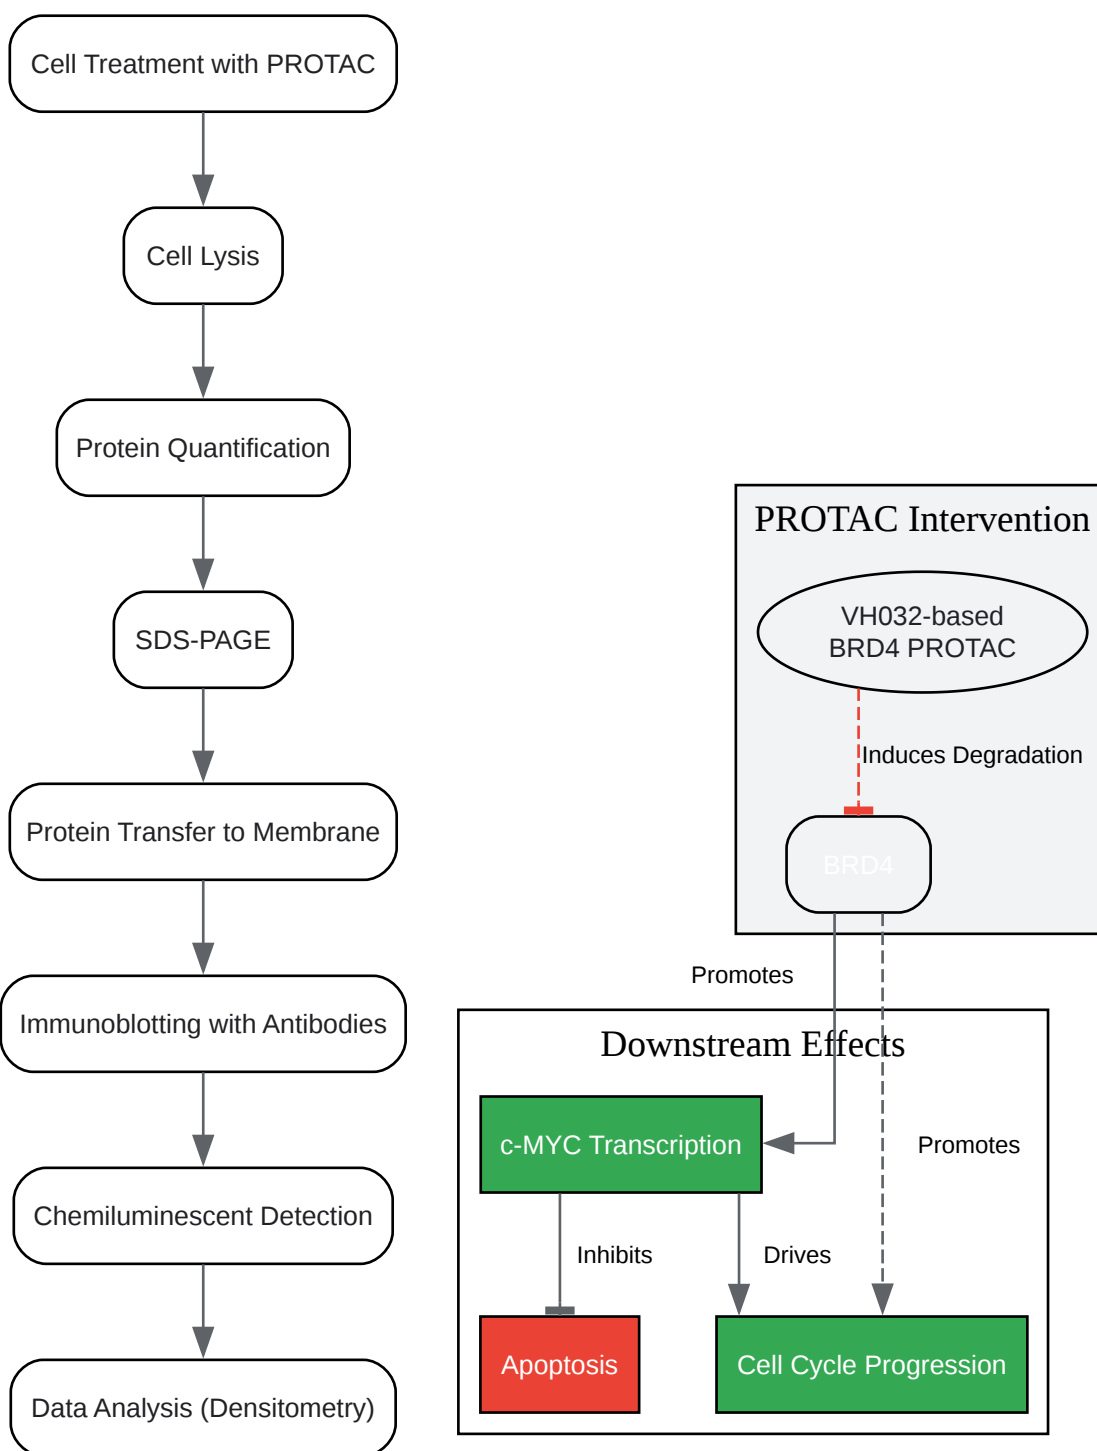 Cell Treatment with PROTAC
Cell Lysis
Protein Quantification
SDS-PAGE
Protein Transfer to Membrane
Immunoblotting with Antibodies
Chemiluminescent Detection
Data Analysis (Densitometry)
PROTAC Intervention
VH032-based
BRD4 PROTAC
Induces Degradation
BRD4
Promotes
Downstream Effects
c-MYC Transcription
Promotes
Inhibits
Drives
Apoptosis
Cell Cycle Progression